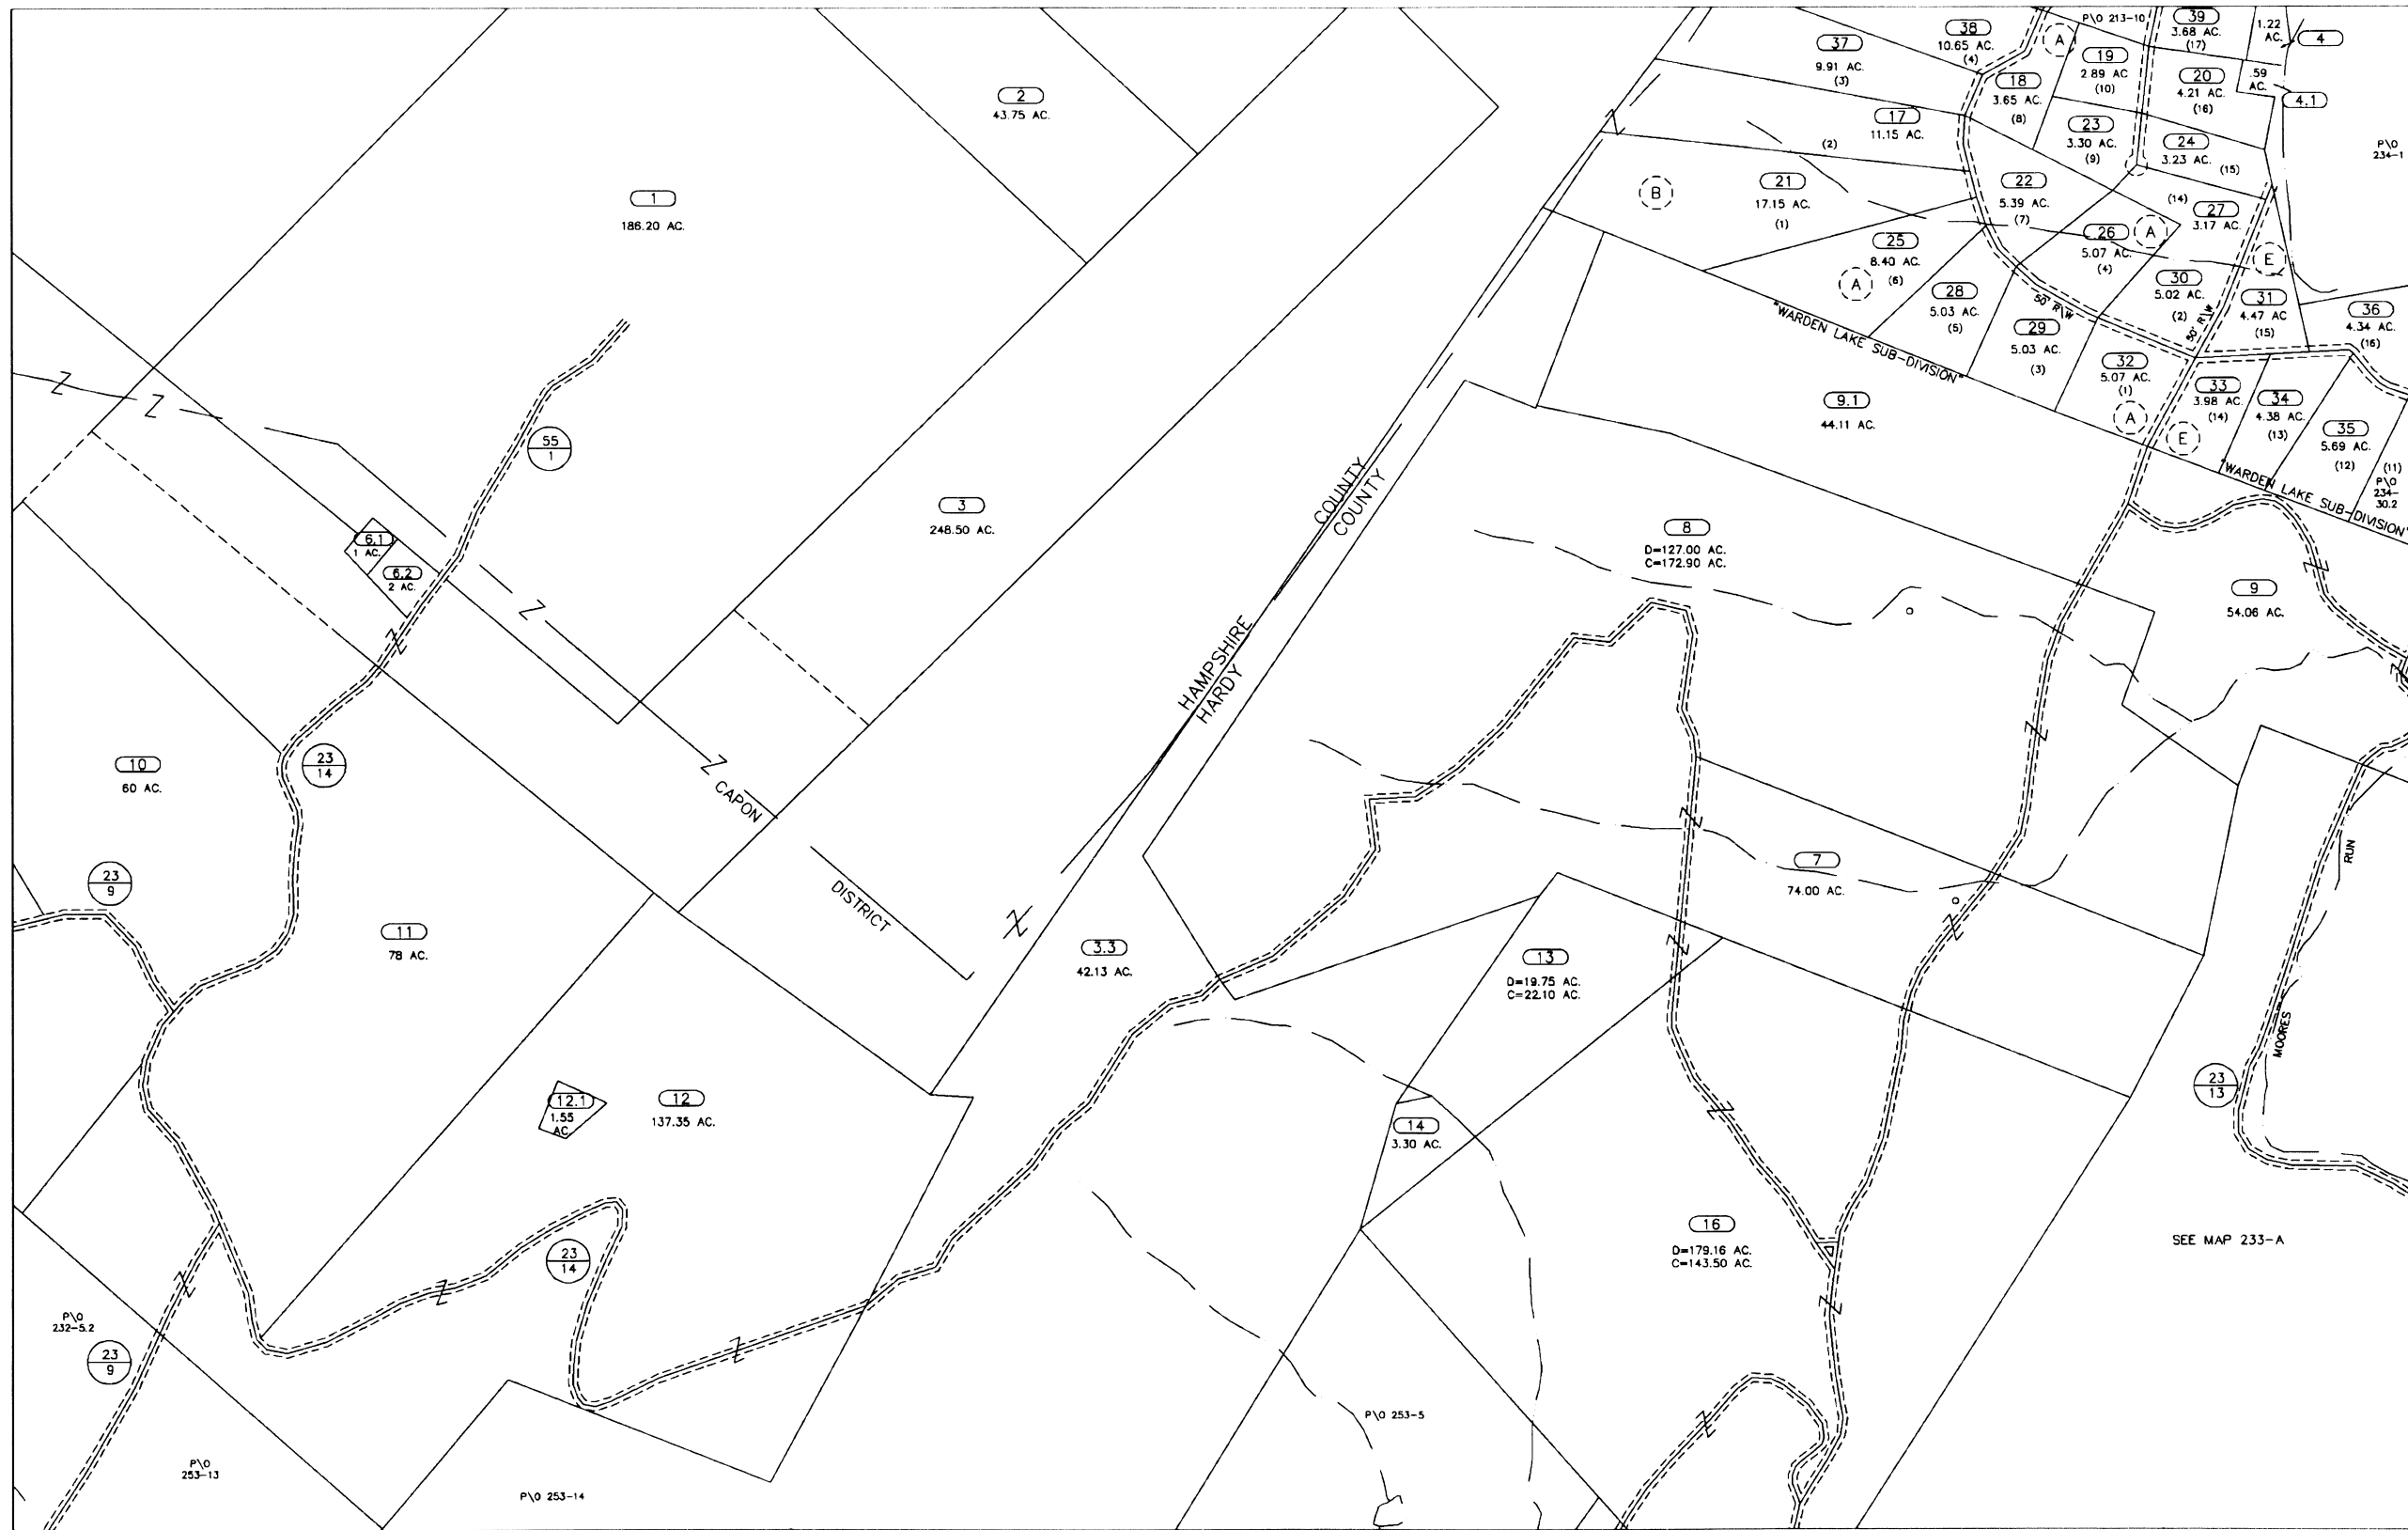 1
186.20 AC.
2
43.75 AC.
3
248.50 AC.
55
1
6.1
1 AC.
6.2
2 AC.
10
60 AC.
23
14
23
9
11
78 AC.
CAPON
DISTRICT
12.1
1.55
AC.
12
137.35 AC.
23
14
P\O
232-5.2
23
9
P\O
253-13
P\O 253-14
HAMPSHIRE COUNTY
HARDY COUNTY
3.3
42.13 AC.
37
9.91 AC.
(3)
38
10.65 AC.
(4)
A
P\O 213-10
39
3.68 AC.
(17)
1.22
AC.
4
19
2.89 AC
(10)
18
3.65 AC.
(8)
20
4.21 AC.
(16)
.59
AC.
4.1
17
11.15 AC.
(2)
23
3.30 AC.
(9)
24
3.23 AC.
(15)
P\O
234-1
B
21
17.15 AC.
(1)
22
5.39 AC.
(7)
(14)
27
3.17 AC.
25
8.40 AC.
(6)
A
26
5.07 AC.
(4)
A
E
28
5.03 AC.
(5)
50' R\W
30
5.02 AC.
(2)
50' R\W
31
4.47 AC
(15)
36
4.34 AC.
(16)
"WARDEN LAKE SUB-DIVISION"
29
5.03 AC.
(3)
32
5.07 AC.
(1)
A
33
3.98 AC.
(14)
E
34
4.38 AC.
(13)
35
5.69 AC.
(12)
(11)
P\O
234-
30.2
"WARDEN LAKE SUB-DIVISION"
9.1
44.11 AC.
8
D=127.00 AC.
C=172.90 AC.
9
54.06 AC.
7
74.00 AC.
13
D=19.75 AC.
C=22.10 AC.
14
3.30 AC.
16
D=179.16 AC.
C=143.50 AC.
MOORES RUN
23
13
SEE MAP 233-A
P\O 253-5